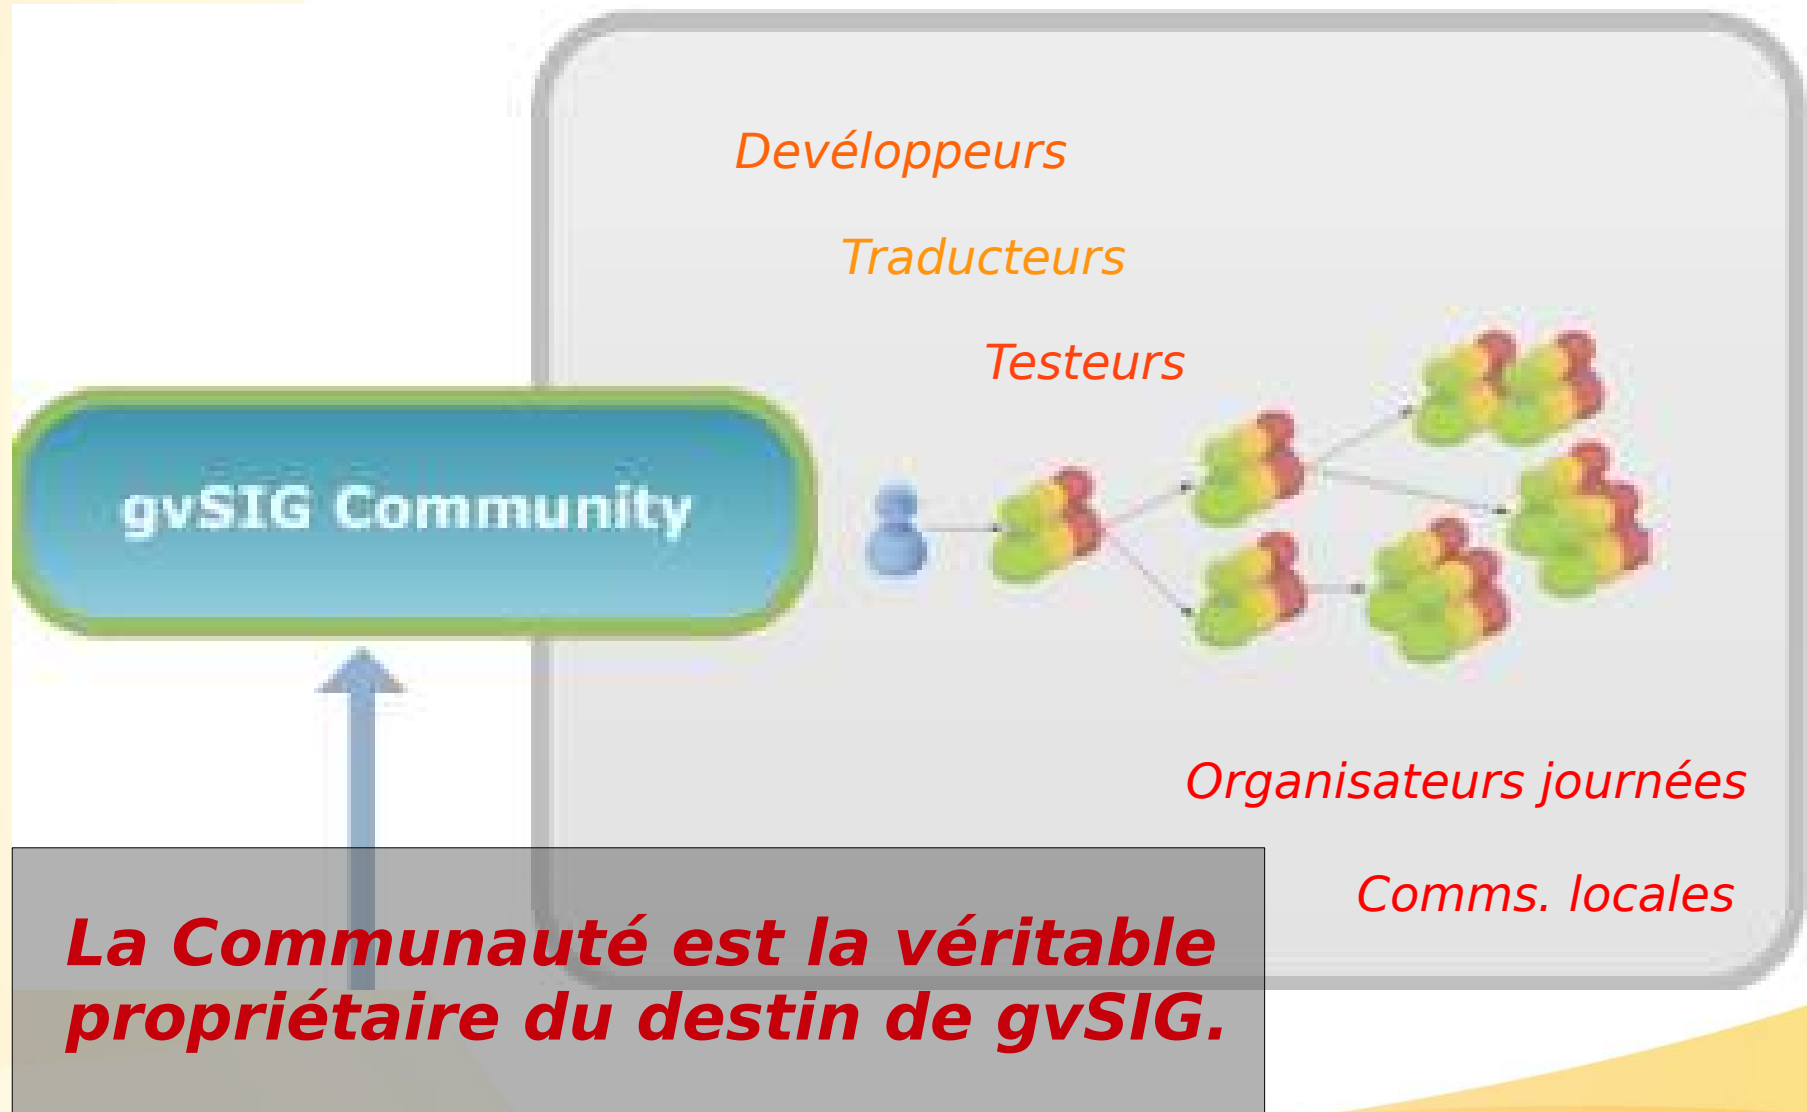 Devéloppeurs
Traducteurs
Testeurs
gvSIG Community
Organisateurs journées
Comms. locales
La Communauté est la véritable
propriétaire du destin de gvSIG.